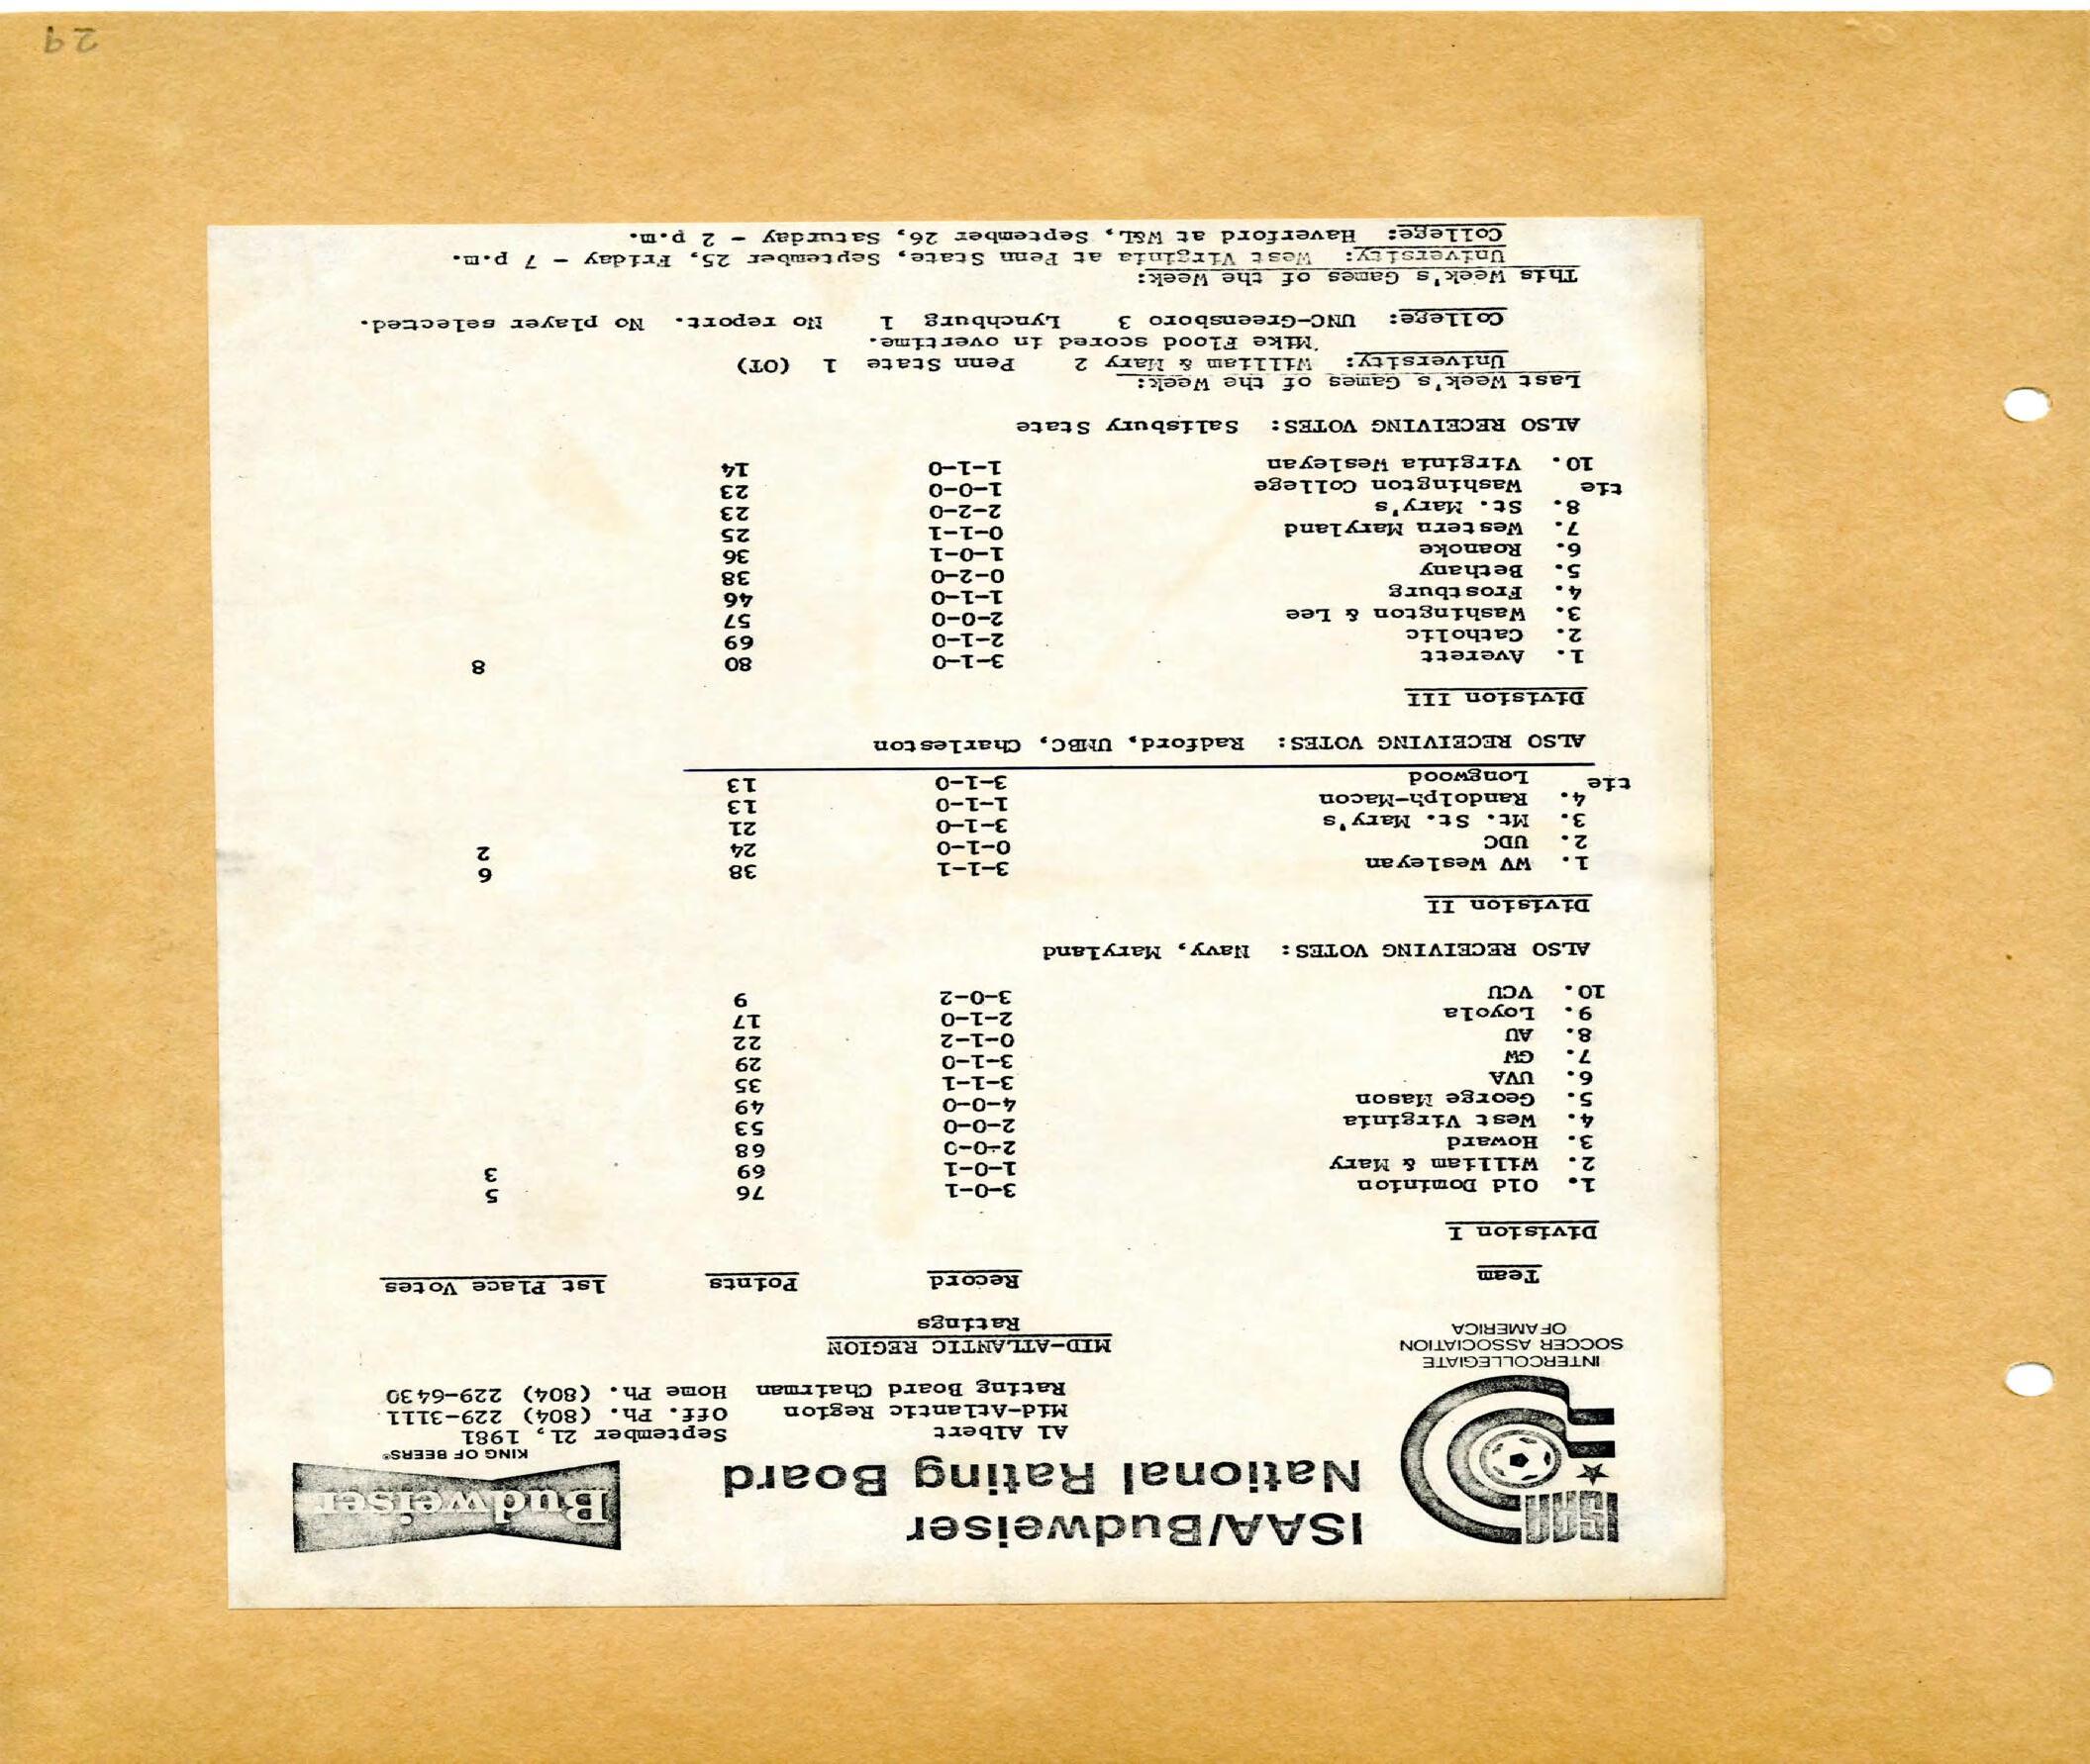 ISAA/Budweiser
National Rating Board
ISAA
INTERCOLLEGIATE
SOCCER ASSOCIATION
OF AMERICA
Budweiser
KING OF BEERS®
Al Albert September 21, 1981
Mid-Atlantic Region Off. Ph. (804) 229-3111
Rating Board Chairman Home Ph. (804) 229-6430
MID-ATLANTIC REGION
Ratings
Team Record Points 1st Place Votes
Division I
1. Old Dominion 3-0-1 76 5
2. William & Mary 1-0-1 69 3
3. Howard 2-0-0 68
4. West Virginia 2-0-0 53
5. George Mason 4-0-0 49
6. UVA 3-1-1 35
7. GW 3-1-0 29
8. AU 0-1-2 22
9. Loyola 2-1-0 17
10. VCU 3-0-2 9
ALSO RECEIVING VOTES: Navy, Maryland
Division II
1. WV Wesleyan 3-1-1 38 6
2. UDC 0-1-0 24 2
3. Mt. St. Mary's 3-1-0 21
4. Randolph-Macon 1-1-0 13
tie Longwood 3-1-0 13
ALSO RECEIVING VOTES: Radford, UMBC, Charleston
Division III
1. Averett 3-1-0 80 8
2. Catholic 2-1-0 69
3. Washington & Lee 2-0-0 57
4. Frostburg 1-1-0 46
5. Bethany 0-2-0 38
6. Roanoke 1-0-1 36
7. Western Maryland 0-1-1 25
8. St. Mary's 2-2-0 23
tie Washington College 1-0-0 23
10. Virginia Wesleyan 1-1-0 14
ALSO RECEIVING VOTES: Salisbury State
Last Week's Games of the Week:
University: William & Mary 2 Penn State 1 (OT)
Mike Flood scored in overtime.
College: UNC-Greensboro 3 Lynchburg 1 No report. No player selected.
This Week's Games of the Week:
University: West Virginia at Penn State, September 25, Friday - 7 p.m.
College: Haverford at W&L, September 26, Saturday - 2 p.m.
29